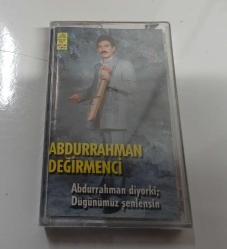 ABDURRAHMAN
DEĞİRMENCİ
Abdurrahman diyorki;
Düğünümüz şenlensin